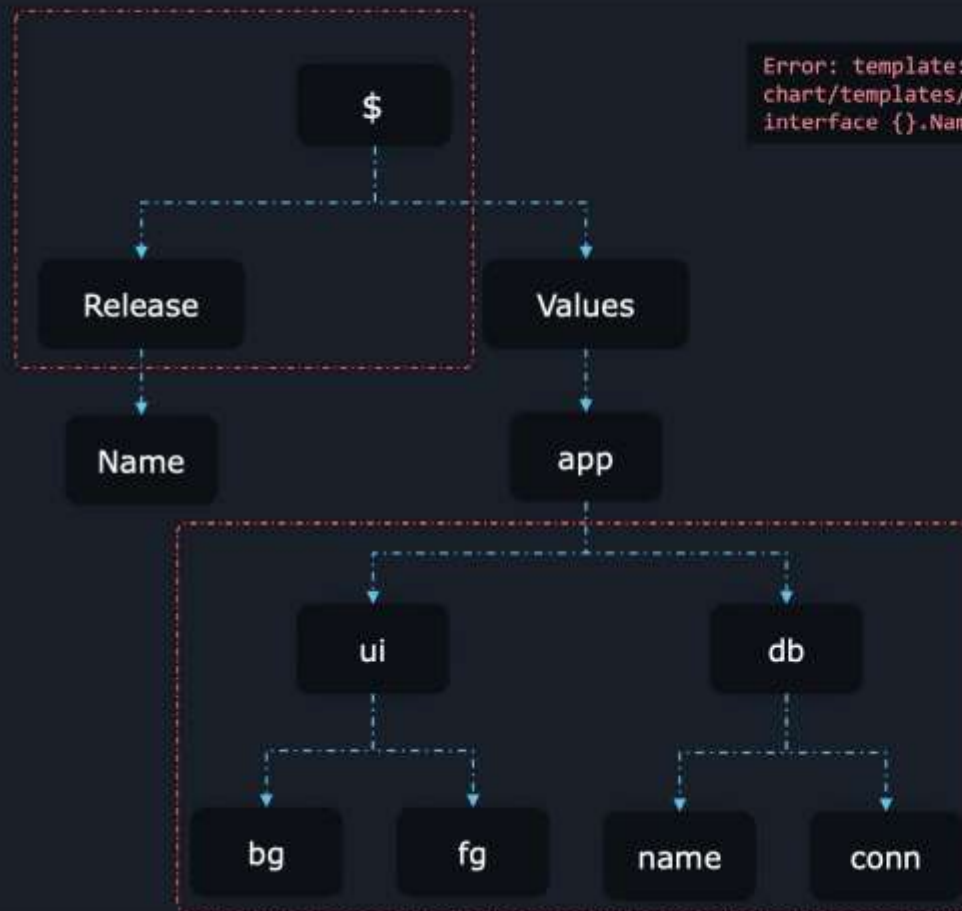 $
Error: template:
chart/templates/
interface {}.Nam
Release
Values
Name
app
ui
db
bg
fg
name
conn